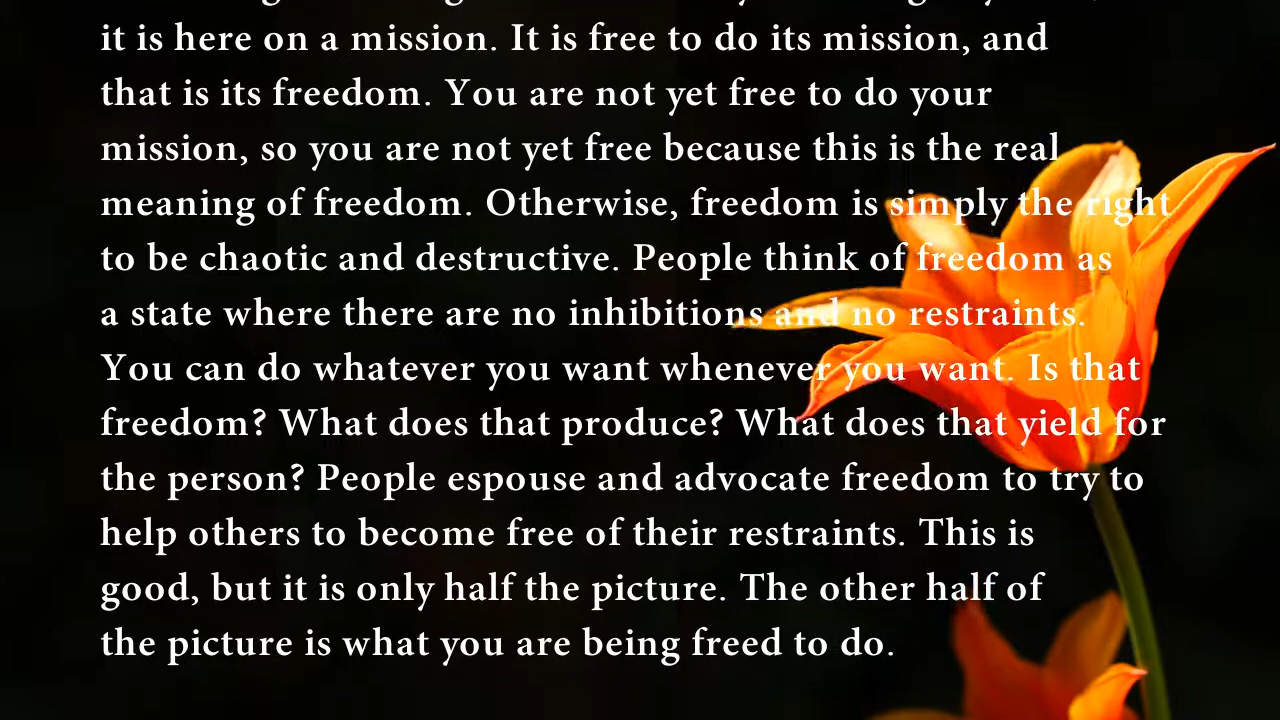 it is here on a mission. It is free to do its mission, and
that is its freedom. You are not yet free to do your
mission, so you are not yet free because this is the real
meaning of freedom. Otherwise, freedom is simply the right
to be chaotic and destructive. People think of freedom as
a state where there are no inhibitions and no restraints.
You can do whatever you want whenever you want. Is that
freedom? What does that produce? What does that yield for
the person? People espouse and advocate freedom to try to
help others to become free of their restraints. This is
good, but it is only half the picture. The other half of
the picture is what you are being freed to do.